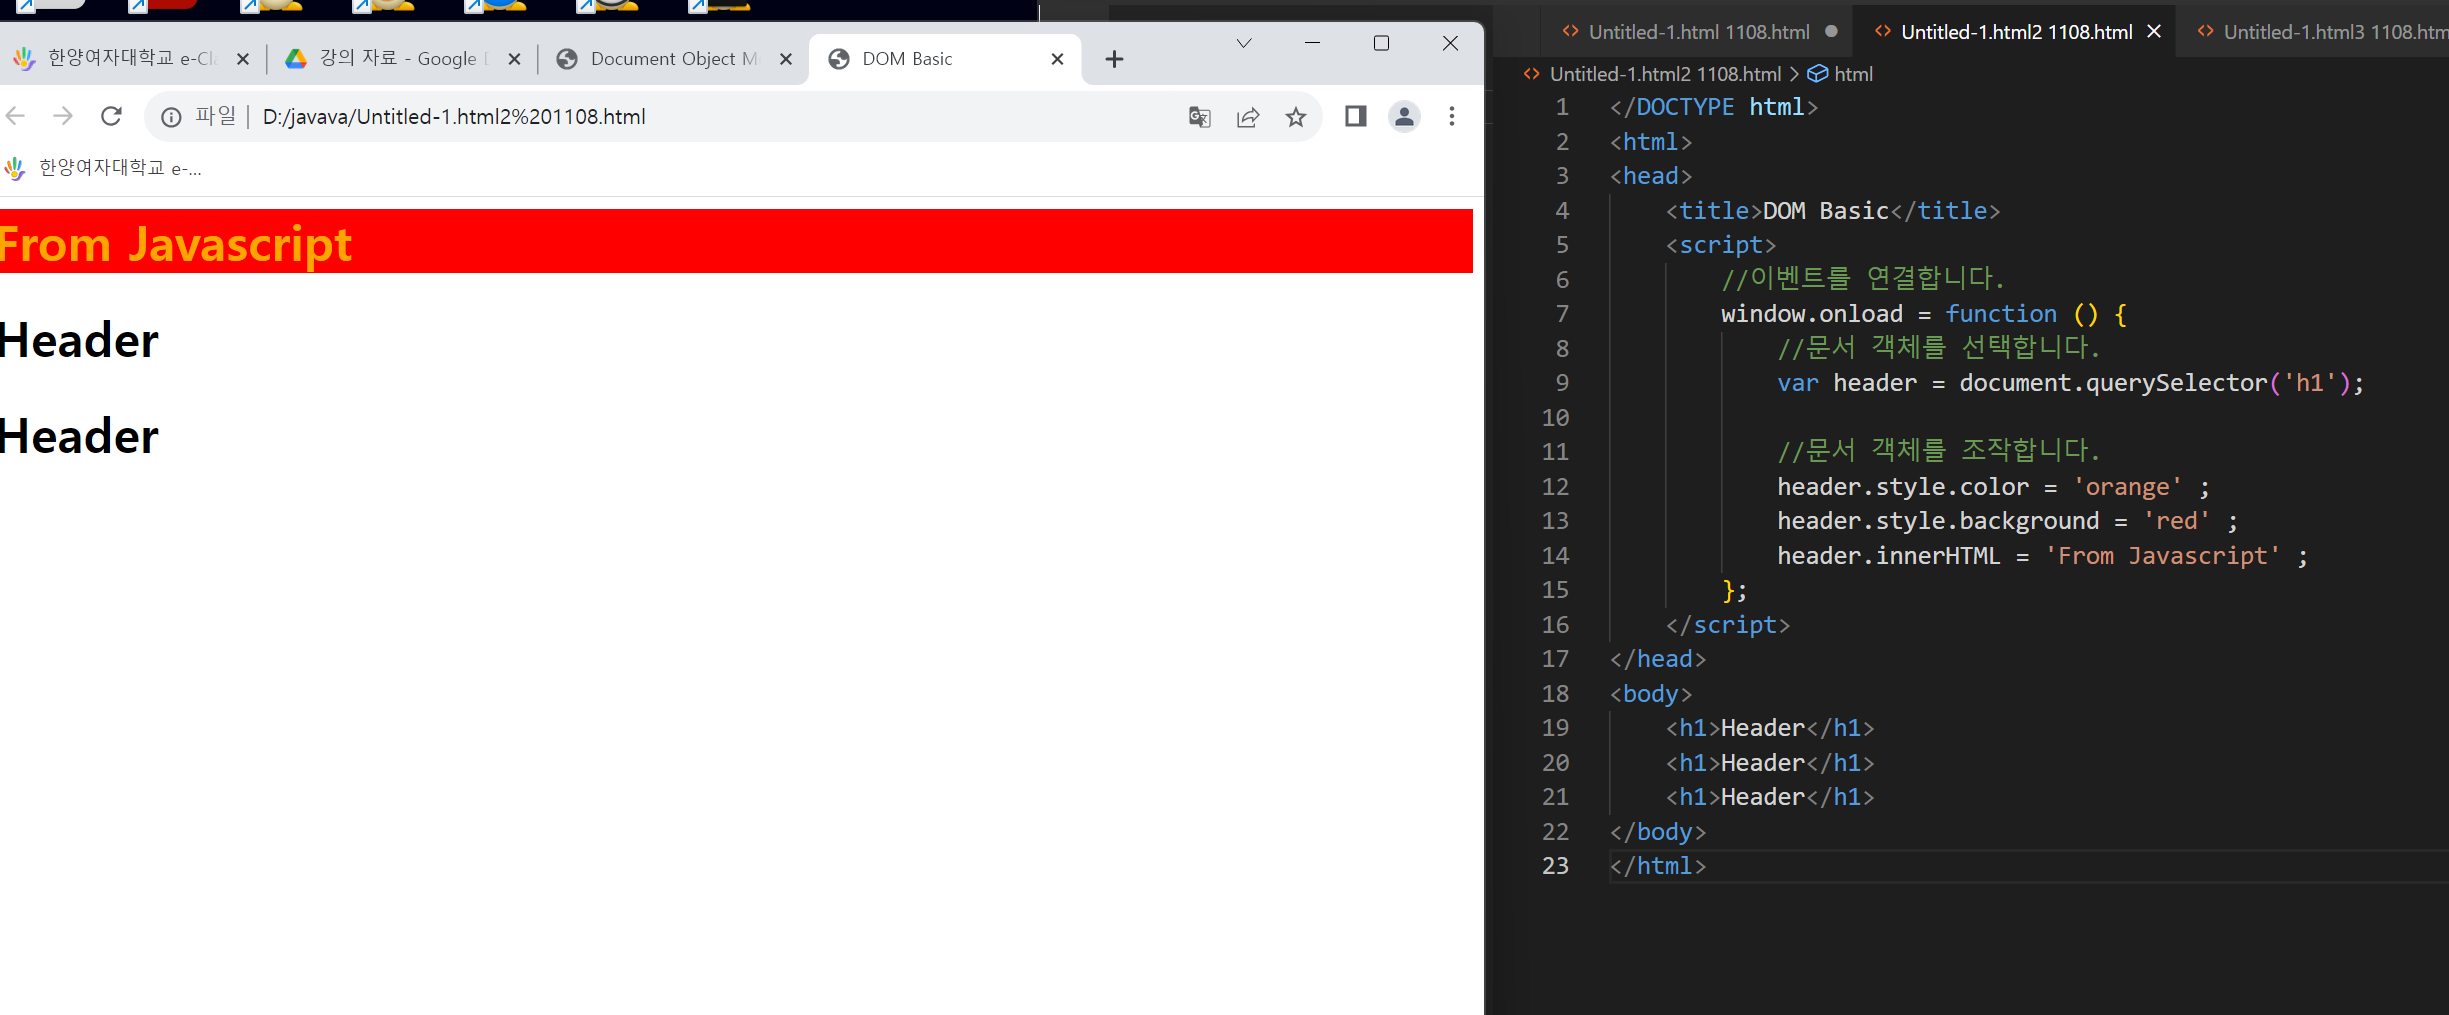 한양여자대학교 e-Cla
강의 자료 - Google D
Document Object Mo
DOM Basic
파일 | D:/javava/Untitled-1.html2%201108.html
한양여자대학교 e-...
From Javascript
Header
Header
Untitled-1.html 1108.html
Untitled-1.html2 1108.html
Untitled-1.html3 1108.htm
Untitled-1.html2 1108.html > html
1 </DOCTYPE html>
2 <html>
3 <head>
4 <title>DOM Basic</title>
5 <script>
6 //이벤트를 연결합니다.
7 window.onload = function () {
8 //문서 객체를 선택합니다.
9 var header = document.querySelector('h1');
10
11 //문서 객체를 조작합니다.
12 header.style.color = 'orange' ;
13 header.style.background = 'red' ;
14 header.innerHTML = 'From Javascript' ;
15 };
16 </script>
17 </head>
18 <body>
19 <h1>Header</h1>
20 <h1>Header</h1>
21 <h1>Header</h1>
22 </body>
23 </html>